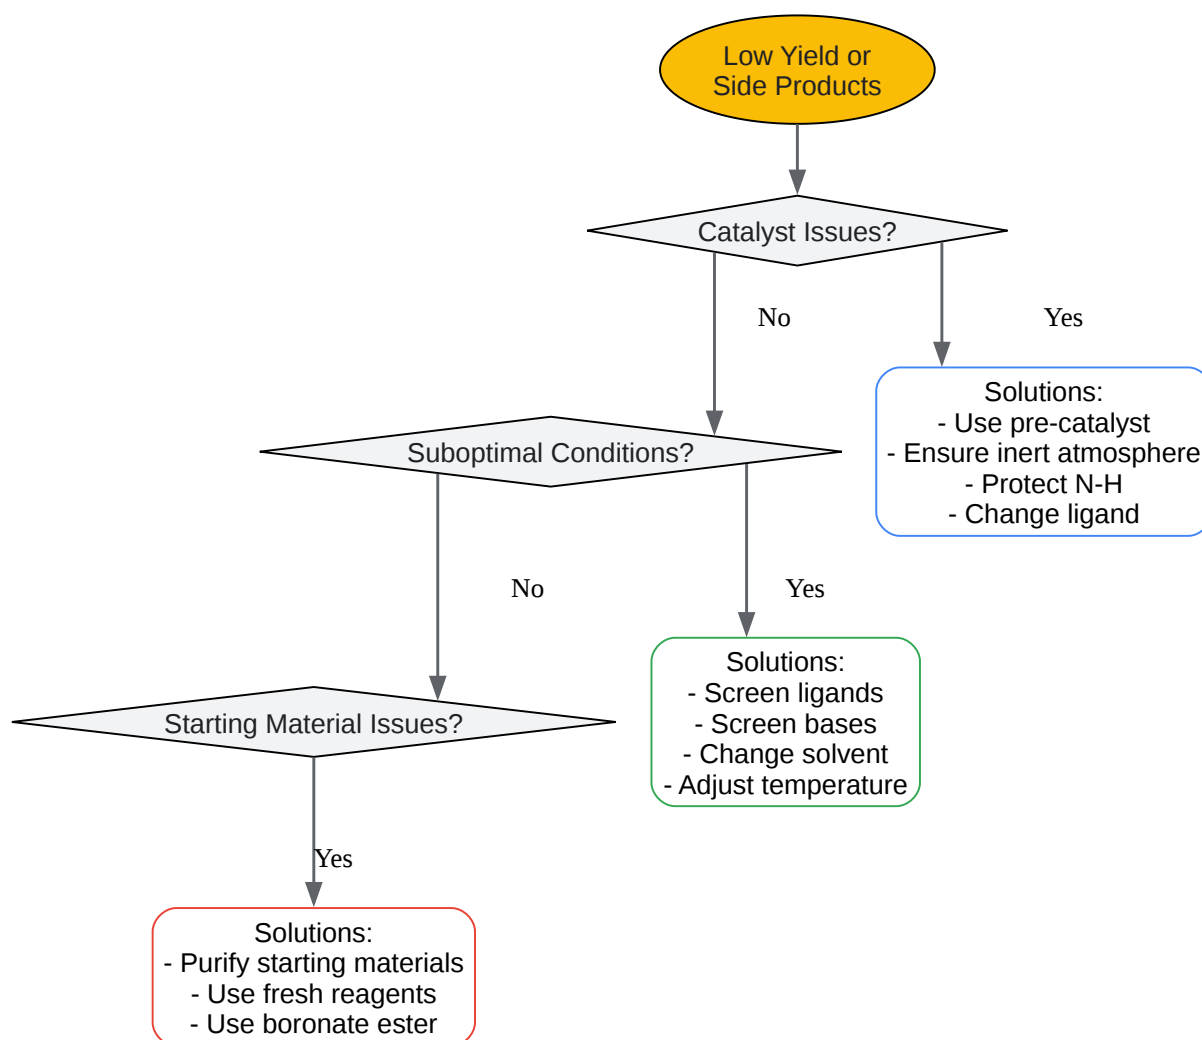 Low Yield or
Side Products
Catalyst Issues?
No
Yes
Solutions:
- Use pre-catalyst
- Ensure inert atmosphere
- Protect N-H
- Change ligand
Suboptimal Conditions?
No
Yes
Solutions:
- Screen ligands
- Screen bases
- Change solvent
- Adjust temperature
Starting Material Issues?
Yes
Solutions:
- Purify starting materials
- Use fresh reagents
- Use boronate ester